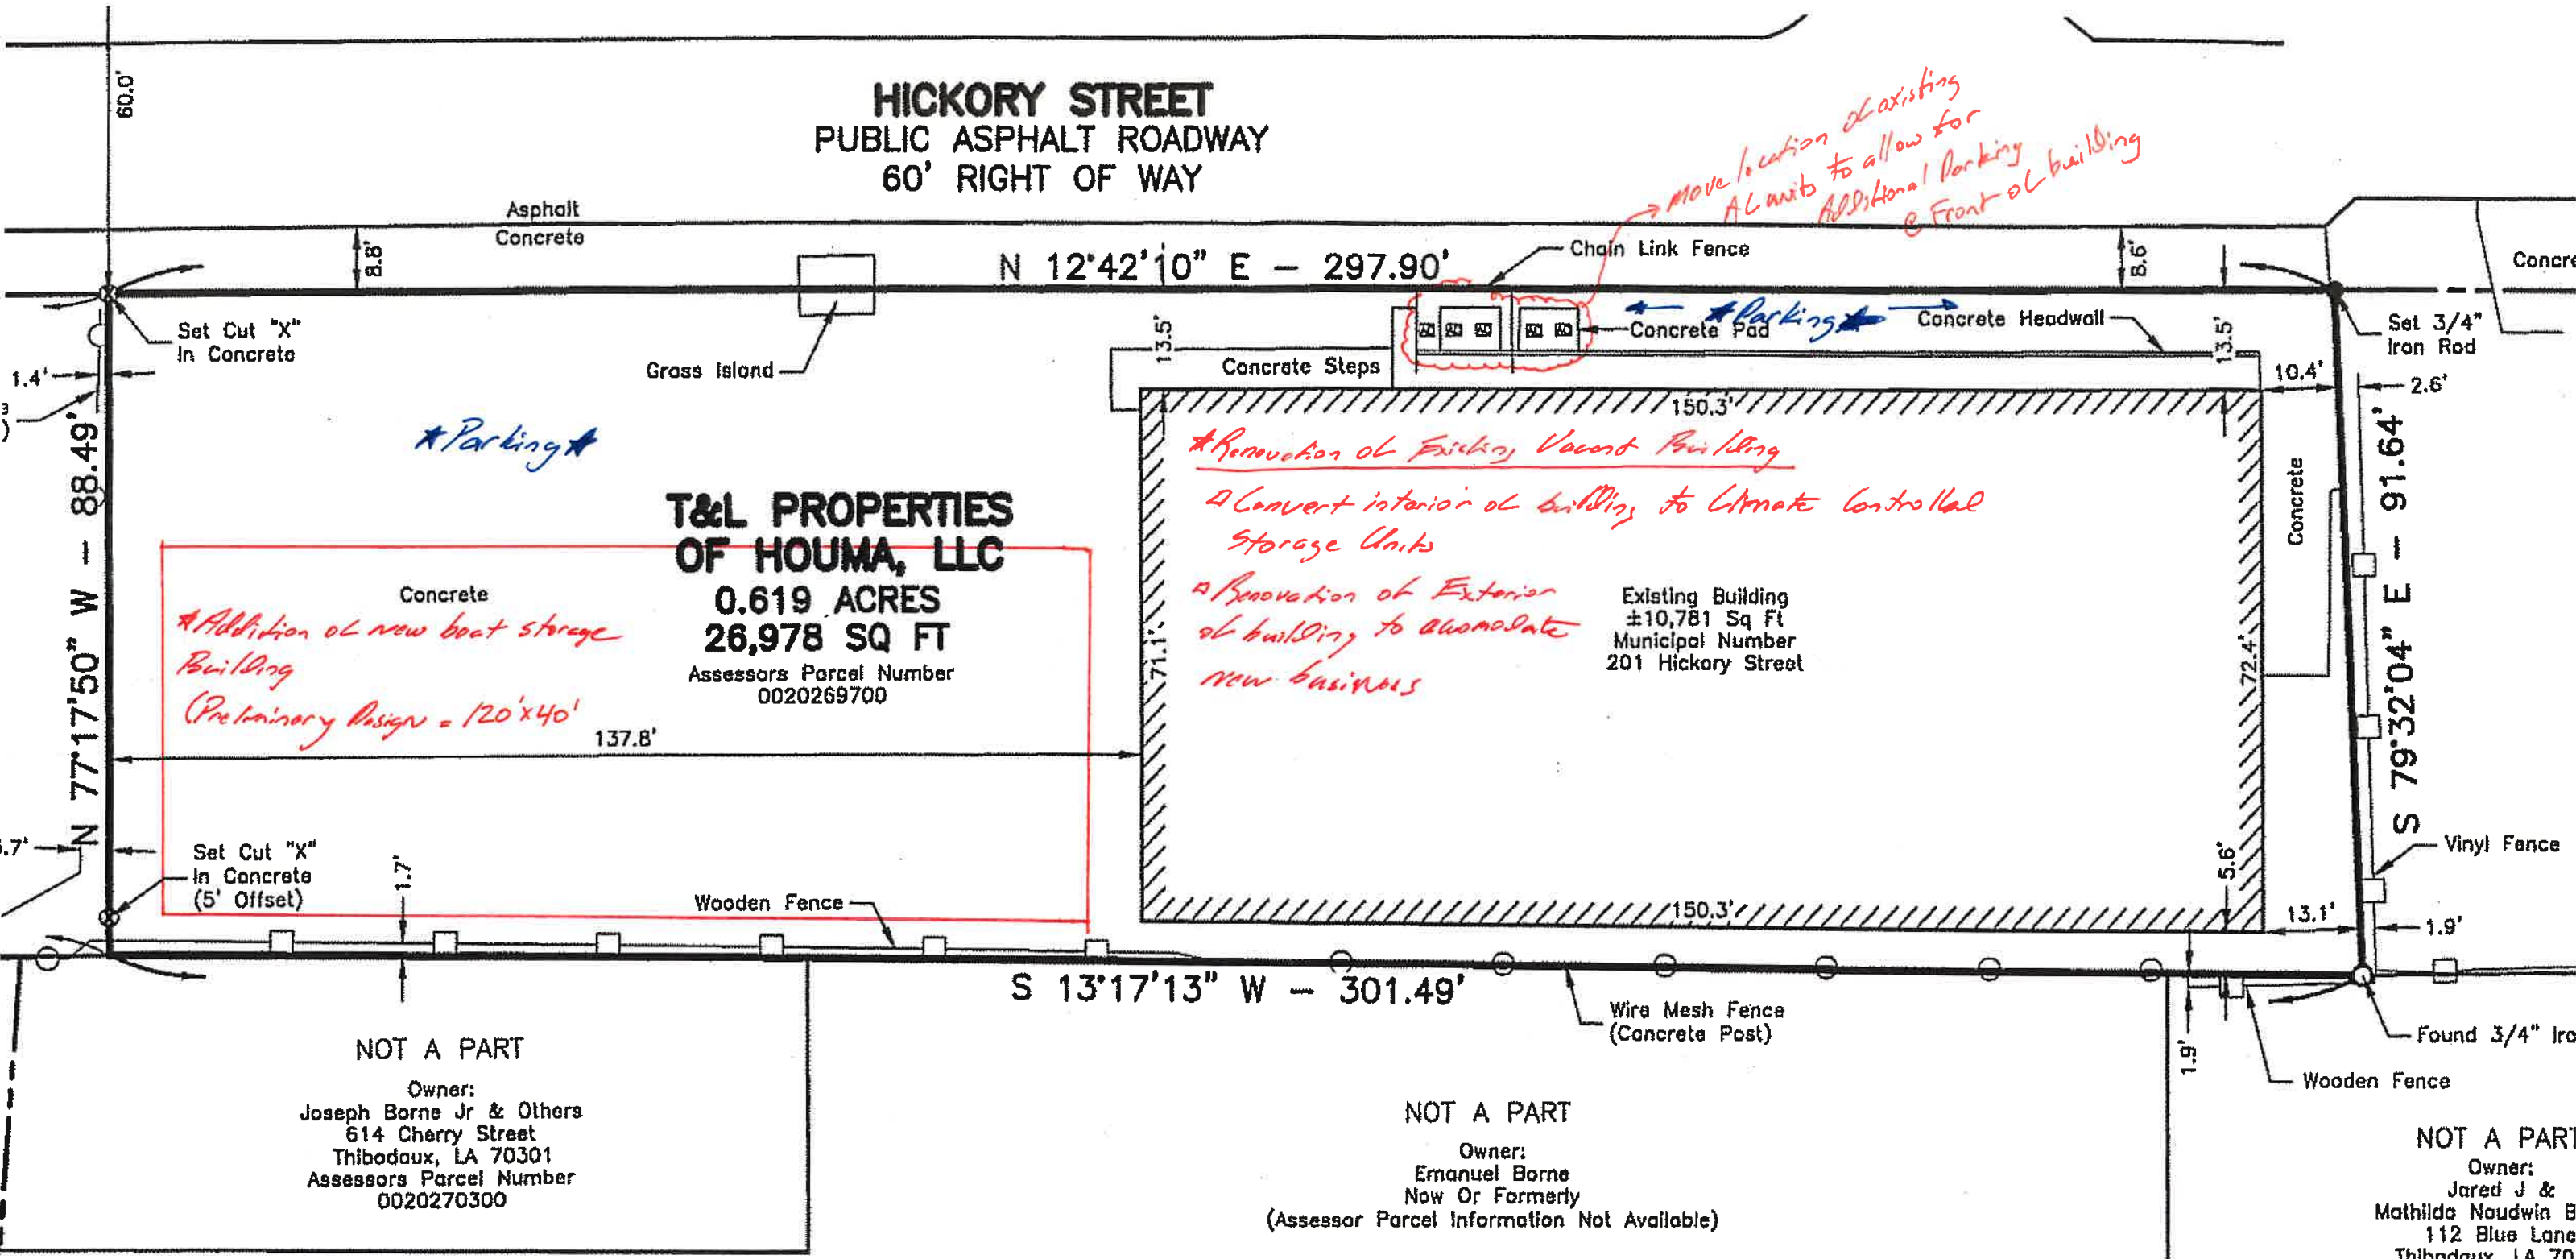 60.0'
HICKORY STREET
PUBLIC ASPHALT ROADWAY
60' RIGHT OF WAY
Move location of existing
AC units to allow for
Additional Parking
@ Front of building
Asphalt
Concrete
8.8'
N 12°42'10" E – 297.90'
Chain Link Fence
8.6'
Concre
Set Cut "X"
In Concrete
Grass Island
13.5'
Concrete Steps
Concrete Pad
★Parking★
Concrete Headwall
13.5'
Set 3/4"
Iron Rod
1.4'
10.4'
2.6'
150.3'
★Parking★
N 77°17'50" W – 88.49'
T&L PROPERTIES
OF HOUMA, LLC
0.619 ACRES
26,978 SQ FT
Assessors Parcel Number
0020269700
Concrete
*Addition of new boat storage
Building
(Preliminary Design = 120'x40'
137.8'
71.1'
*Renovation of Existing Vacant Building
Convert interior of building to Climate Controlled
Storage Units
Renovation of Exterior
of building to acomodate
new business
Existing Building
±10,781 Sq Ft
Municipal Number
201 Hickory Street
72.4'
Concrete
S 79°32'04" E – 91.64'
Vinyl Fence
5.7'
Set Cut "X"
In Concrete
(5' Offset)
1.7'
Wooden Fence
150.3'
5.6'
13.1'
1.9'
S 13°17'13" W – 301.49'
Wire Mesh Fence
(Concrete Post)
1.9'
Found 3/4" Iro
Wooden Fence
NOT A PART
Owner:
Joseph Borne Jr & Others
614 Cherry Street
Thibodaux, LA 70301
Assessors Parcel Number
0020270300
NOT A PART
Owner:
Emanuel Borne
Now Or Formerly
(Assessor Parcel Information Not Available)
NOT A PART
Owner:
Jared J &
Mathilda Naudwin B
112 Blue Lane
Thibodaux, LA 70